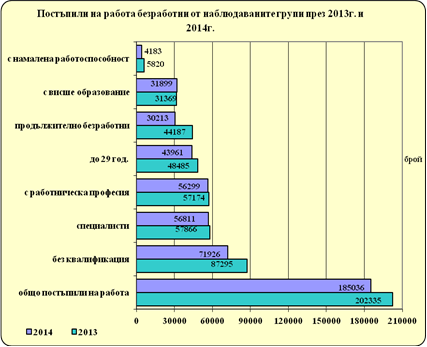 Постъпили на работа безработни от наблюдаваните групи през 2013г. и
2014г.
с намалена работоспособност
4183
5820
с висше образование
31899
31369
продължително безработни
30213
44187
до 29 год.
43961
48485
брой
с работническа професия
56299
57174
специалисти
56811
57866
без квалификация
71926
87295
общо постъпили на работа
185036
202335
0 30000 60000 90000 120000 150000 180000 210000
2014 2013